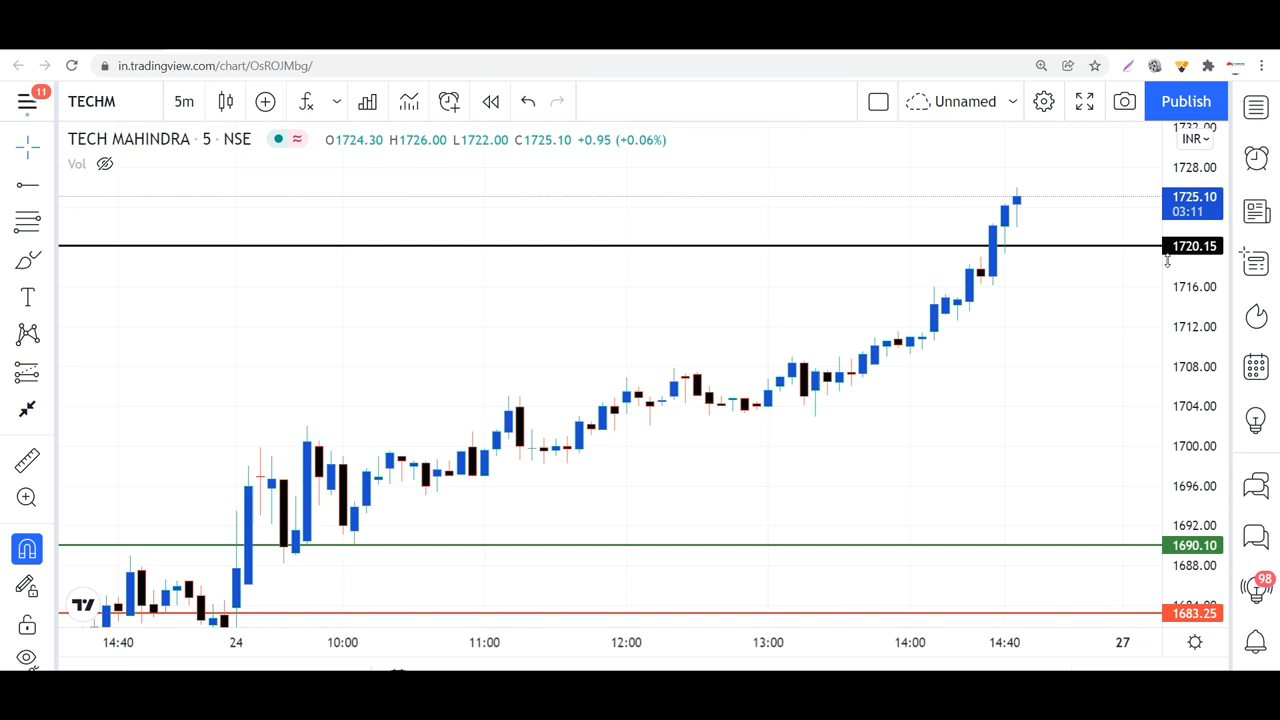 in.tradingview.com/chart/OsROJMbg/
11
TECHM 5m Unnamed Publish
TECH MAHINDRA · 5 · NSE O1724.30 H1726.00 L1722.00 C1725.10 +0.95 (+0.06%)
Vol
1732.00
INR
1728.00
1725.10
03:11
1720.15
1716.00
1712.00
1708.00
1704.00
1700.00
1696.00
1692.00
1690.10
1688.00
1683.25
98
14:40 24 10:00 11:00 12:00 13:00 14:00 14:40 27